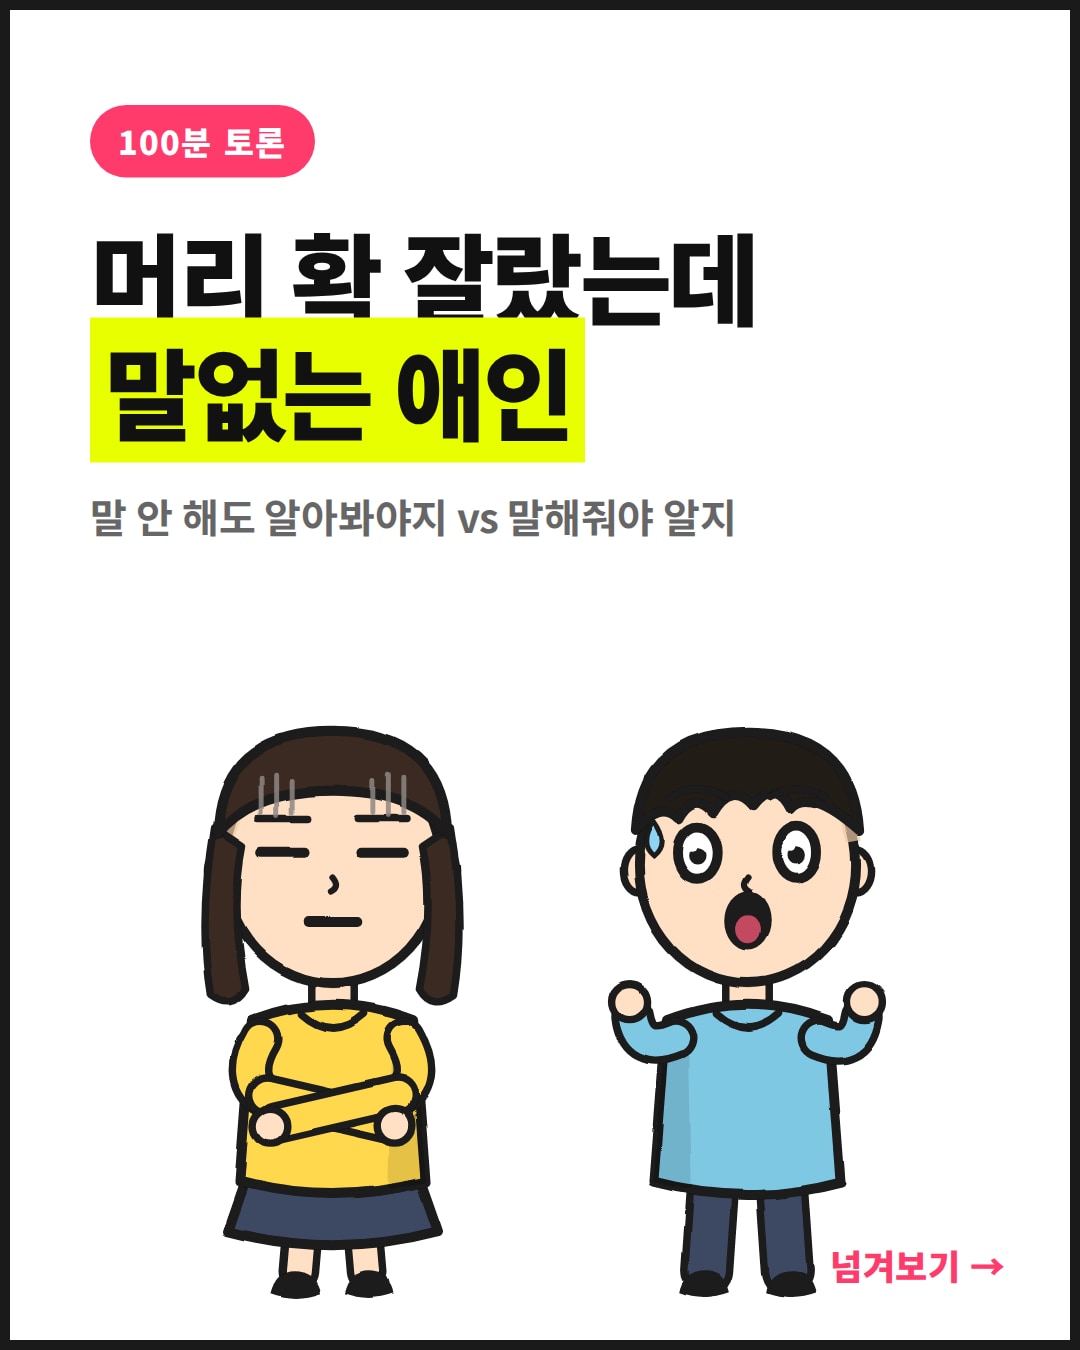 100분 토론
머리 확 잘랐는데
말없는 애인
말 안 해도 알아봐야지 vs 말해줘야 알지
넘겨보기 →